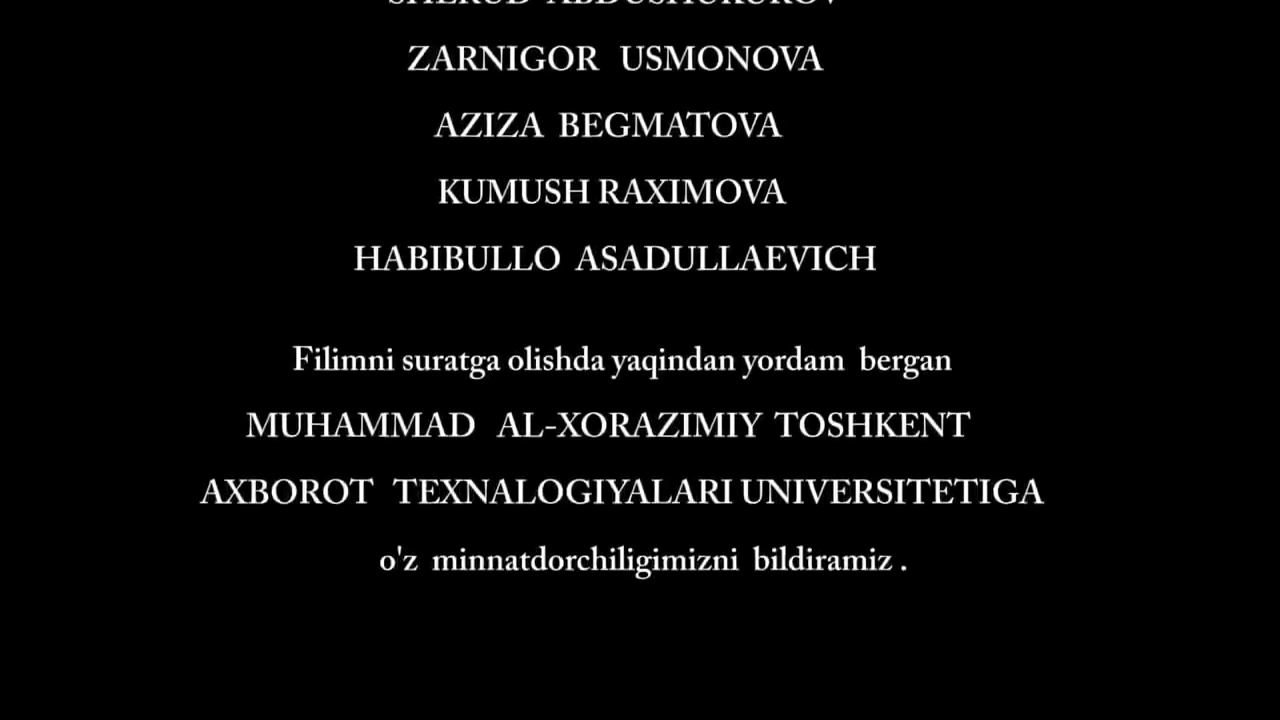 ZARNIGOR USMONOVA
AZIZA BEGMATOVA
KUMUSH RAXIMOVA
HABIBULLO ASADULLAEVICH
Filimni suratga olishda yaqindan yordam bergan
MUHAMMAD AL-XORAZIMIY TOSHKENT
AXBOROT TEXNALOGIYALARI UNIVERSITETIGA
o'z minnatdorchiligimizni bildiramiz .